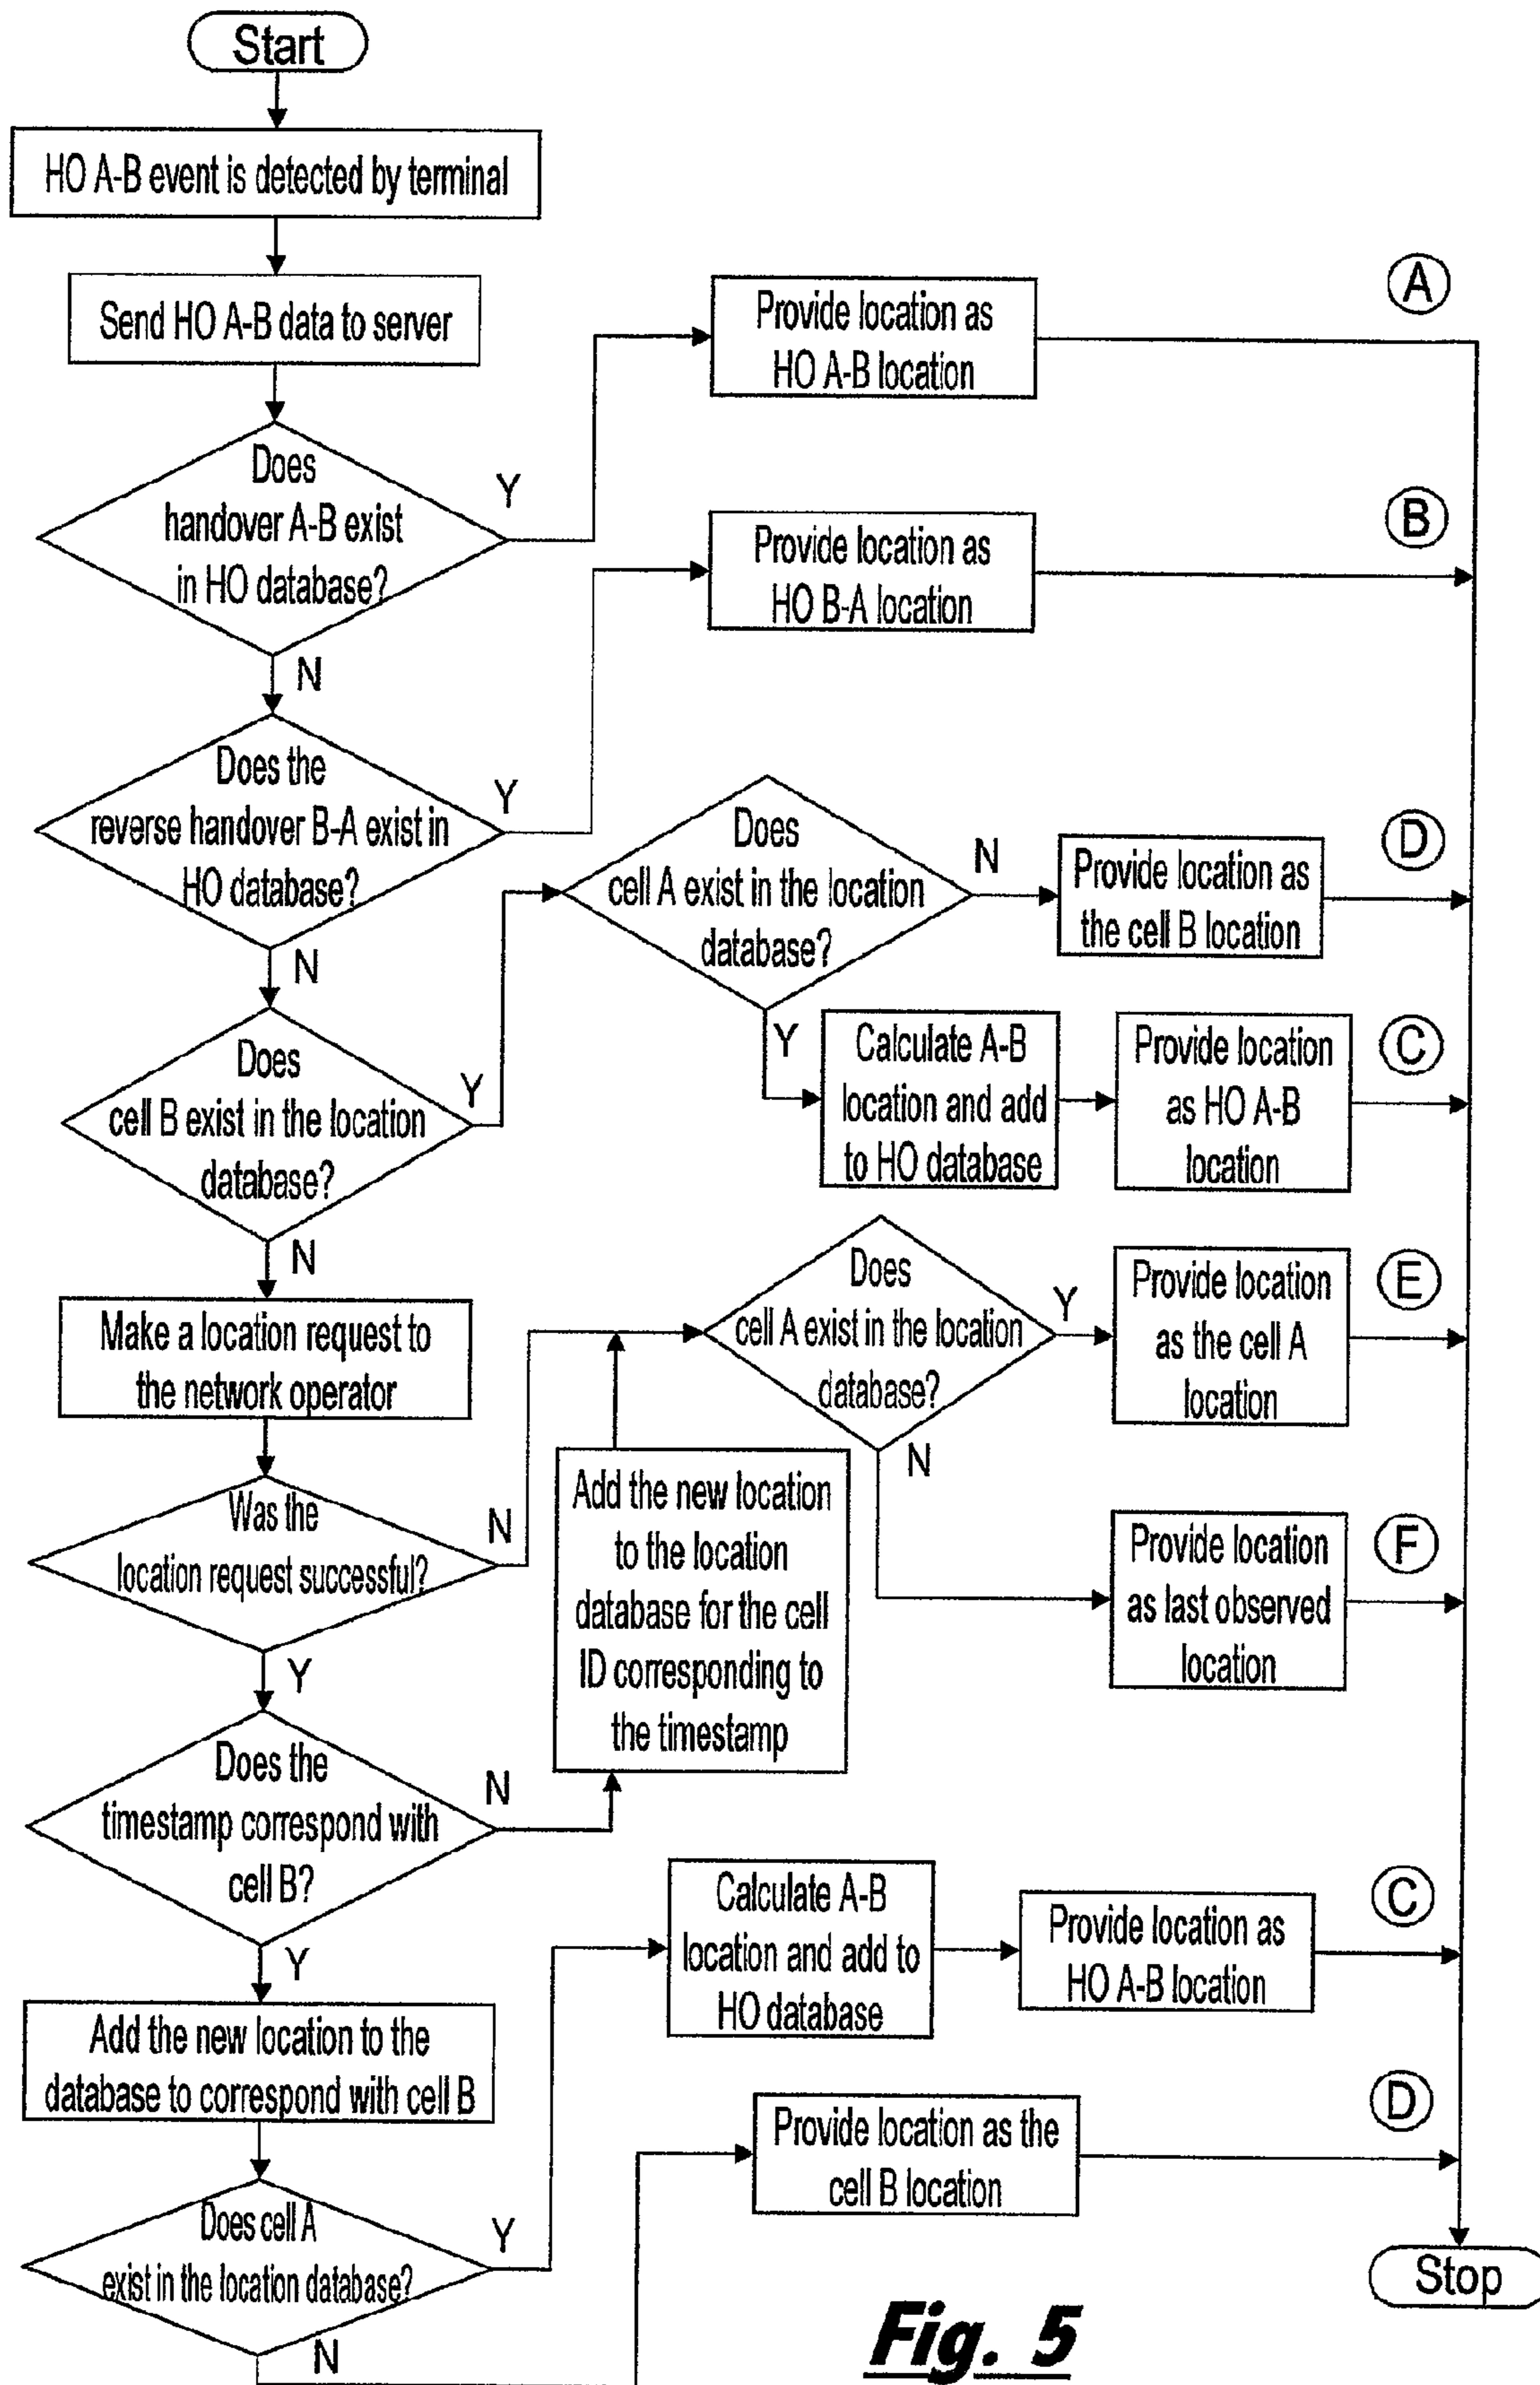 Start
HO A-B event is detected by terminal
Send HO A-B data to server
Provide location as
HO A-B location
A
Does
handover A-B exist
in HO database?
Y
N
Provide location as
HO B-A location
B
Does the
reverse handover B-A exist in
HO database?
Y
N
Does
cell A exist in the location
database?
N
Y
Provide location as
the cell B location
D
Does
cell B exist in the location
database?
Y
N
Calculate A-B
location and add
to HO database
Provide location
as HO A-B
location
C
Make a location request to
the network operator
Does
cell A exist in the location
database?
Y
N
Provide location
as the cell A
location
E
Was the
location request successful?
N
Y
Add the new location
to the location
database for the cell
ID corresponding to
the timestamp
Provide location
as last observed
location
F
Does the
timestamp correspond with
cell B?
N
Y
Calculate A-B
location and add to
HO database
Provide location as
HO A-B location
C
Add the new location to the
database to correspond with cell B
Provide location as the
cell B location
D
Does cell A
exist in the location database?
Y
N
Stop
Fig. 5